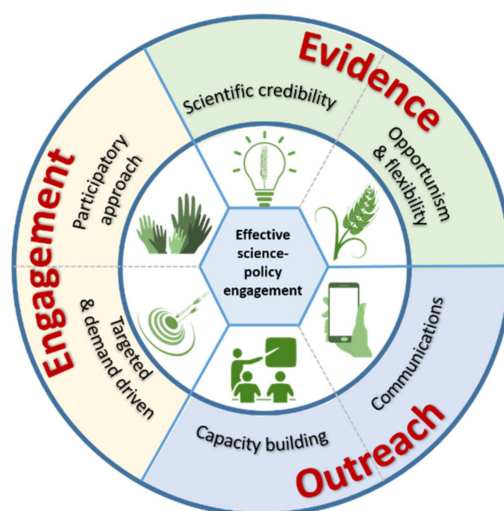 Evidence
Scientific credibility
Opportunism
& flexibility
Engagement
Participatory
approach
Targeted
& demand driven
Effective
science-
policy
engagement
Outreach
Communications
Capacity building